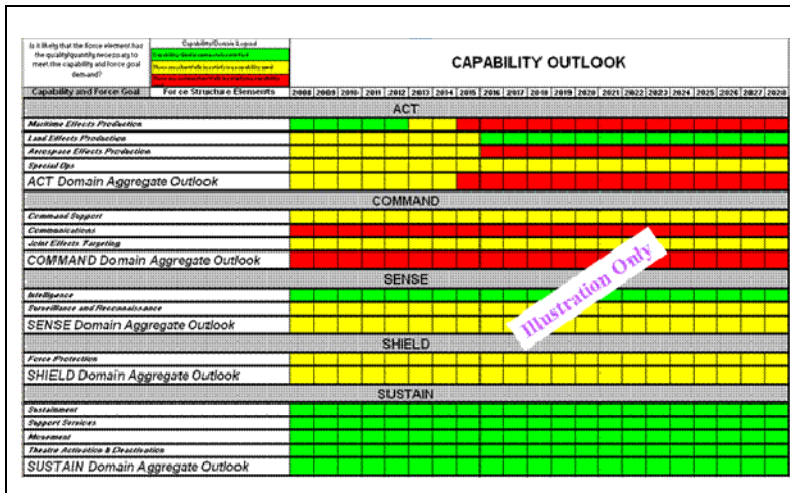 Is it likely that the force element had
the quality/quantity necessary to
meet the capability and force goal
demand?
Capability/Domain Legend
CAPABILITY OUTLOOK
Capability and Force Goal Force Structure Elements 2008 2009 2010 2011 2012 2013 2014 2015 2016 2017 2018 2019 2020 2021 2022 2023 2024 2025 2026 2027 2028
ACT
Maritime Effects Production
Land Effects Production
Aerospace Effects Production
Special Ops
ACT Domain Aggregate Outlook
COMMAND
Command Support
Communications
Joint Effects Targeting
COMMAND Domain Aggregate Outlook
SENSE
Intelligence
Surveillance and Reconnaissance
SENSE Domain Aggregate Outlook
Illustration Only
SHIELD
Force Protection
SHIELD Domain Aggregate Outlook
SUSTAIN
Sustainment
Support Services
Movement
Theatre Activation & Deactivation
SUSTAIN Domain Aggregate Outlook